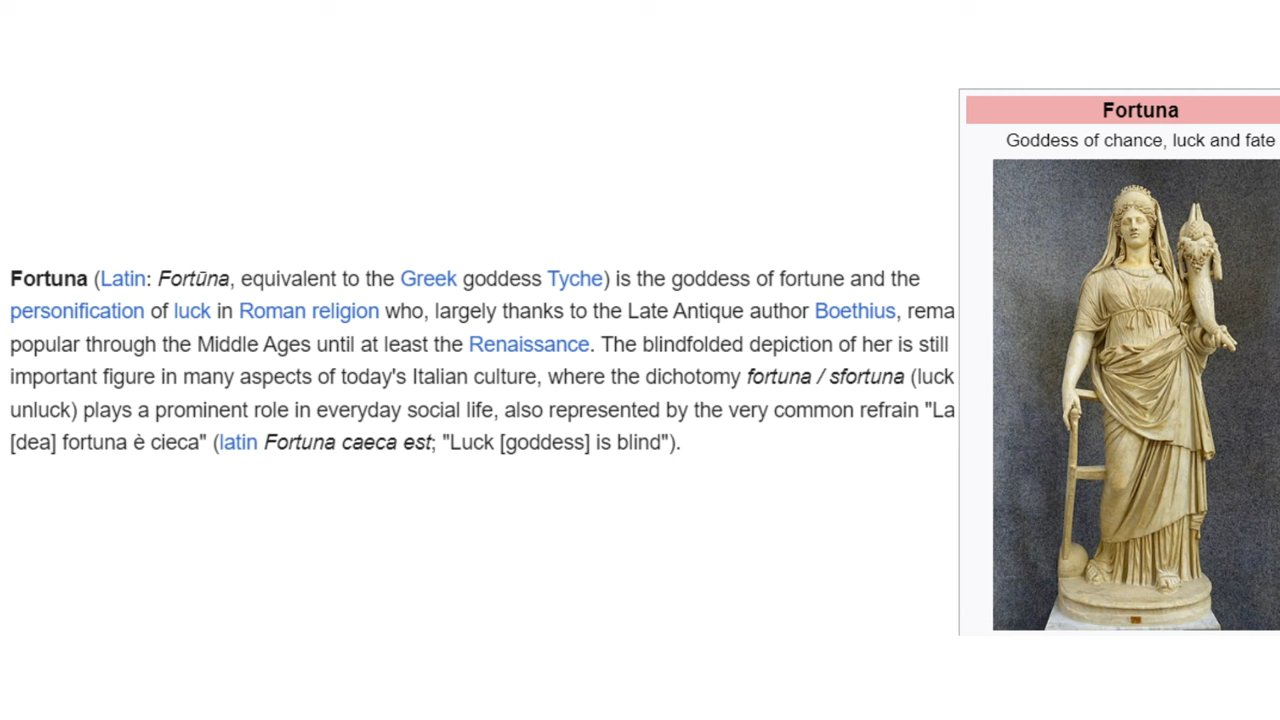 Fortuna
Goddess of chance, luck and fate
Fortuna (Latin: Fortūna, equivalent to the Greek goddess Tyche) is the goddess of fortune and the
personification of luck in Roman religion who, largely thanks to the Late Antique author Boethius, rema
popular through the Middle Ages until at least the Renaissance. The blindfolded depiction of her is still
important figure in many aspects of today's Italian culture, where the dichotomy fortuna / sfortuna (luck
unluck) plays a prominent role in everyday social life, also represented by the very common refrain "La
[dea] fortuna è cieca" (latin Fortuna caeca est; "Luck [goddess] is blind").